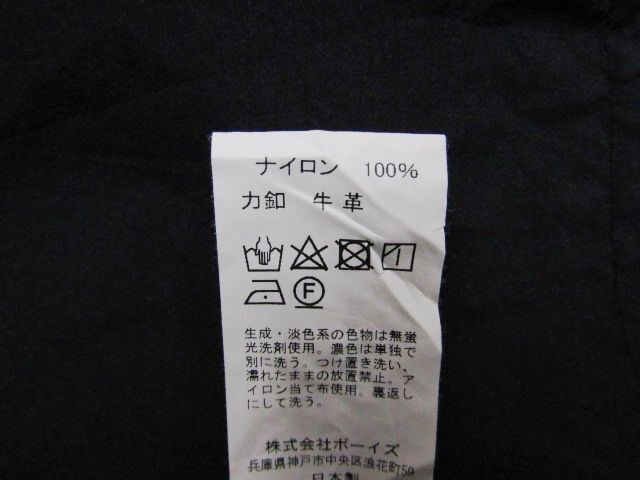 ナイロン 100%
力釦 牛革
F
生成・淡色系の色物は無蛍
光洗剤使用。濃色は単独で
別に洗う。つけ置き洗い、
濡れたままの放置禁止。ア
イロン当て布使用。裏返し
にして洗う。
株式会社ボーイズ
兵庫県神戸市中央区浪花町59
日本製